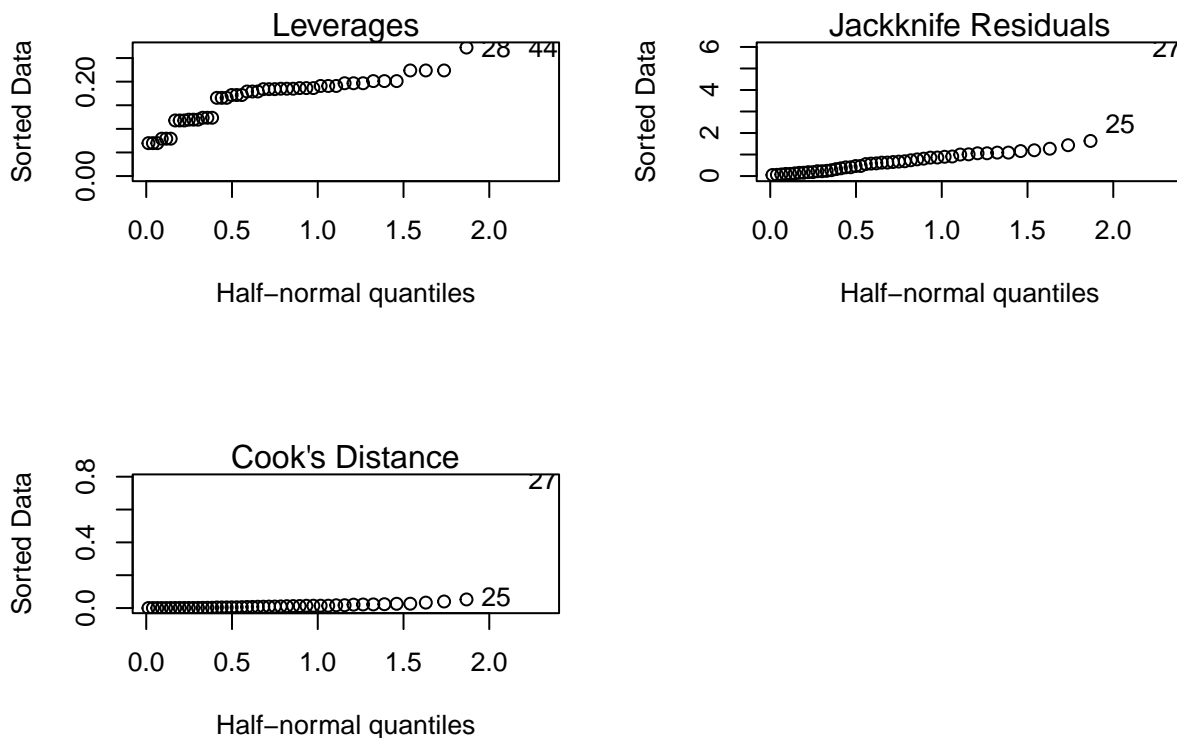 Leverages
Sorted Data
0.00 0.20
28 44
0.0 0.5 1.0 1.5 2.0
Half−normal quantiles
Jackknife Residuals
Sorted Data
0 2 4 6
27
25
0.0 0.5 1.0 1.5 2.0
Half−normal quantiles
Cook's Distance
Sorted Data
0.0 0.4 0.8
27
25
0.0 0.5 1.0 1.5 2.0
Half−normal quantiles